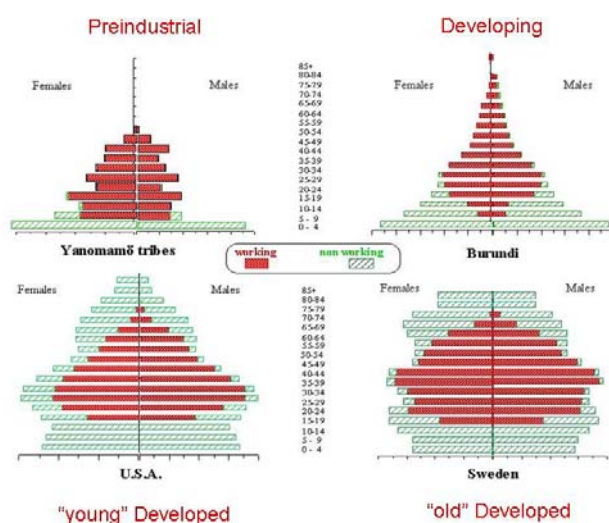 Preindustrial
Developing
Females
Males
85+
80-84
75-79
70-74
65-69
60-64
55-59
50-54
45-49
40-44
35-39
30-34
25-29
20-24
15-19
10-14
5 - 9
0 - 4
Females
Males
Yanomamö tribes
working
non working
Burundi
Females
Males
85+
80-84
75-79
70-74
65-69
60-64
55-59
50-54
45-49
40-44
35-39
30-34
25-29
20-24
15-19
10-14
5 - 9
0 - 4
Females
Males
U.S.A.
Sweden
"young" Developed
"old" Developed